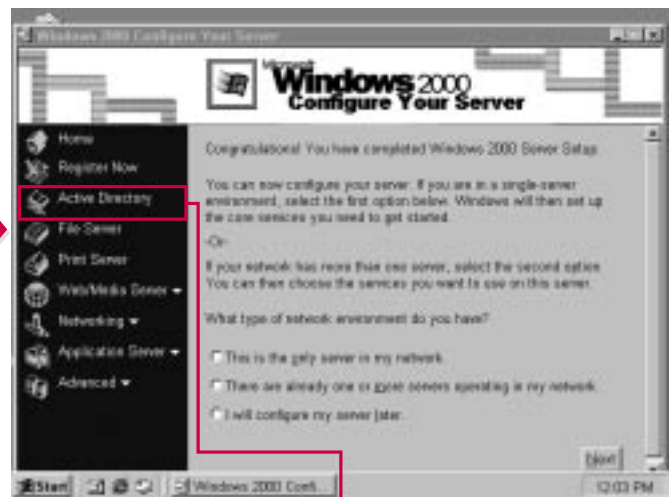 Windows 2000 Configure Your Server
Microsoft
Windows 2000
Configure Your Server
Home
Register Now
Active Directory
File Server
Print Server
Web/Media Server
Networking
Application Server
Advanced
Congratulations! You have completed Windows 2000 Server Setup.
You can now configure your server. If you are in a single-server
environment, select the first option below. Windows will then set up
the core services you need to get started.
-Or-
If your network has more than one server, select the second option.
You can then choose the services you want to use on this server.
What type of network environment do you have?
This is the only server in my network.
There are already one or more servers operating in my network.
I will configure my server later.
Next
Start
Windows 2000 Confi...
12:03 PM